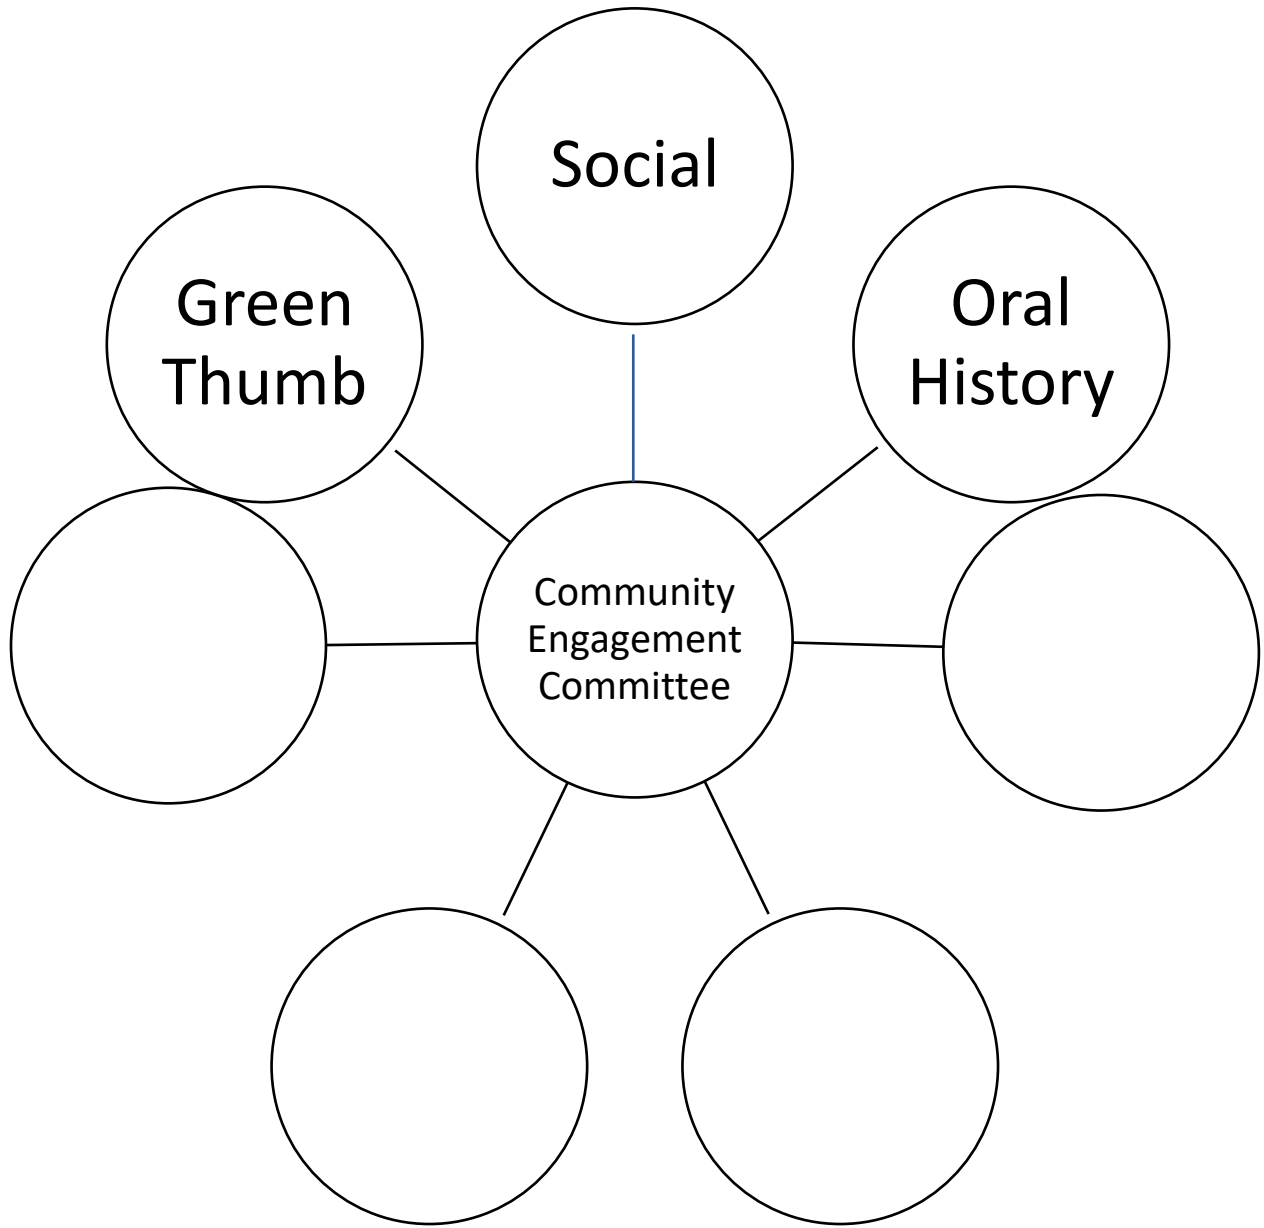 Social
Green
Thumb
Oral
History
Community
Engagement
Committee